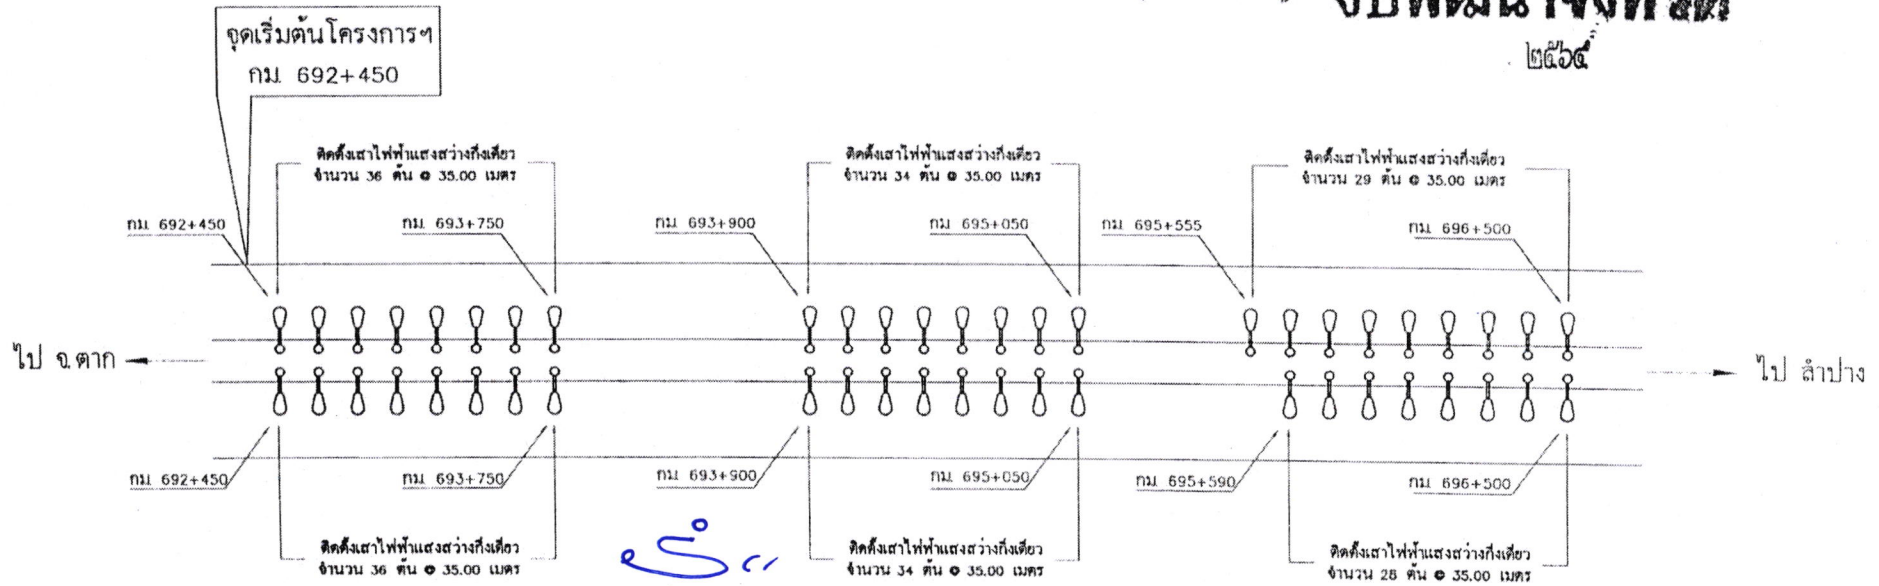 งบพัฒนาจังหวัด
๒๕๖๕
จุดเริ่มต้นโครงการฯ
กม. 692+450
ติดตั้งเสาไฟฟ้าแสงสว่างกิ่งเดี่ยว
จำนวน 36 ต้น @ 35.00 เมตร
ติดตั้งเสาไฟฟ้าแสงสว่างกิ่งเดี่ยว
จำนวน 34 ต้น @ 35.00 เมตร
ติดตั้งเสาไฟฟ้าแสงสว่างกิ่งเดี่ยว
จำนวน 29 ต้น @ 35.00 เมตร
กม. 692+450
กม. 693+750
กม. 693+900
กม. 695+050
กม. 695+555
กม. 696+500
ไป จ.ตาก
ไป ลำปาง
กม. 692+450
กม. 693+750
กม. 693+900
กม. 695+050
กม. 695+590
กม. 696+500
ติดตั้งเสาไฟฟ้าแสงสว่างกิ่งเดี่ยว
จำนวน 36 ต้น @ 35.00 เมตร
ติดตั้งเสาไฟฟ้าแสงสว่างกิ่งเดี่ยว
จำนวน 34 ต้น @ 35.00 เมตร
ติดตั้งเสาไฟฟ้าแสงสว่างกิ่งเดี่ยว
จำนวน 28 ต้น @ 35.00 เมตร